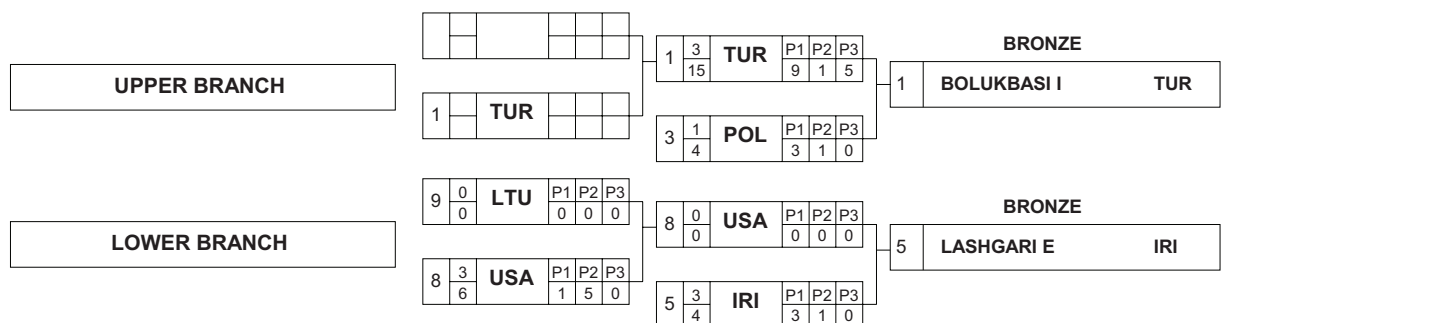 UPPER BRANCH
1 TUR
1 3 15 TUR P1 P2 P3 9 1 5
3 1 4 POL P1 P2 P3 3 1 0
BRONZE
1 BOLUKBASI I TUR
LOWER BRANCH
9 0 0 LTU P1 P2 P3 0 0 0
8 3 6 USA P1 P2 P3 1 5 0
8 0 0 USA P1 P2 P3 0 0 0
5 3 4 IRI P1 P2 P3 3 1 0
BRONZE
5 LASHGARI E IRI